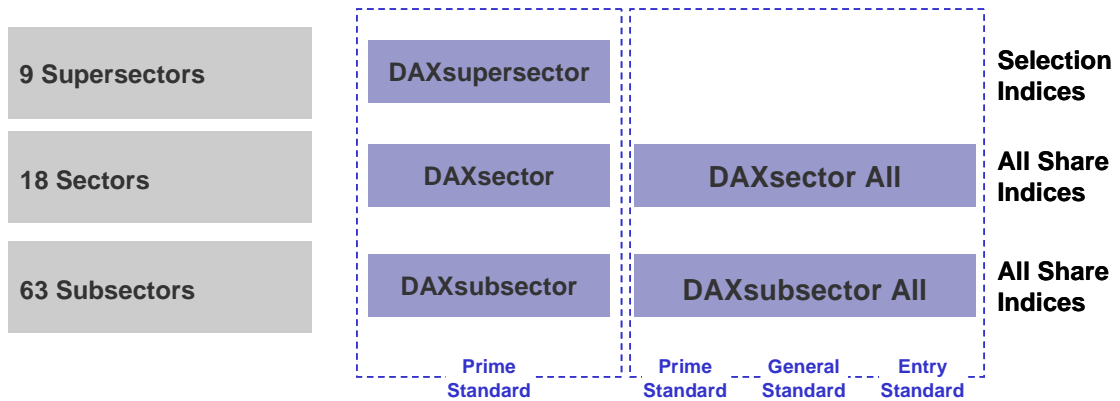 9 Supersectors
DAXsupersector
Selection
Indices
18 Sectors
DAXsector
DAXsector All
All Share
Indices
63 Subsectors
DAXsubsector
DAXsubsector All
All Share
Indices
Prime
Standard
Prime
Standard
General
Standard
Entry
Standard